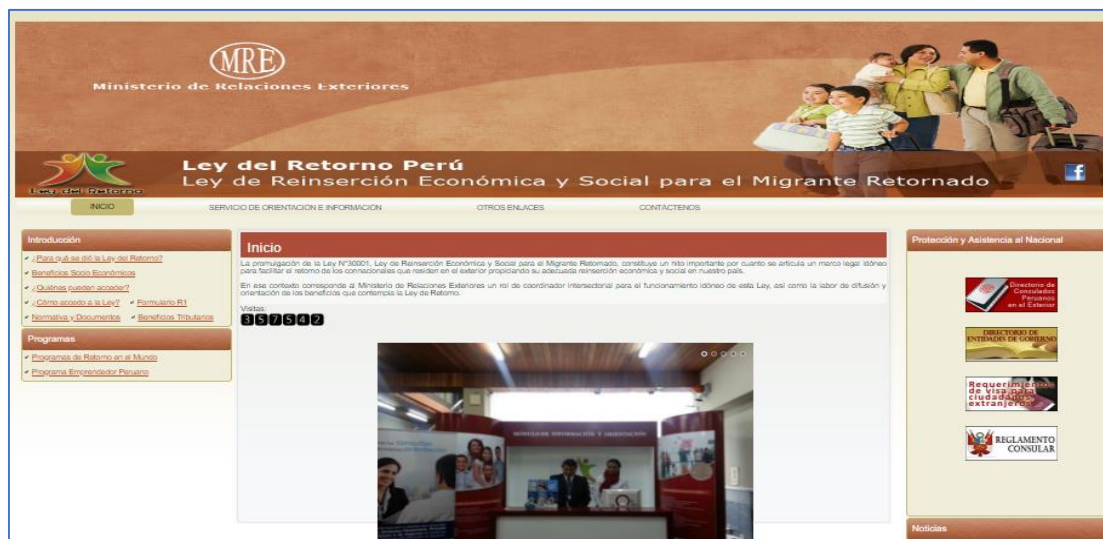 MRE
Ministerio de Relaciones Exteriores
Ley del Retorno
Ley del Retorno Perú
Ley de Reinserción Económica y Social para el Migrante Retornado
f
INICIO
SERVICIO DE ORIENTACIÓN E INFORMACIÓN
OTROS ENLACES
CONTÁCTENOS
Introducción
¿Para qué se dió la Ley del Retorno?
Beneficios Socio Económicos
¿Quiénes pueden acceder?
¿Cómo accedo a la Ley? Formulario R1
Normativa y Documentos Beneficios Tributarios
Programas
Programas de Retorno en el Mundo
Programa Emprendedor Peruano
Inicio
La promulgación de la Ley N°30001, Ley de Reinserción Económica y Social para el Migrante Retornado, constituye un hito importante por cuanto se articula un marco legal idóneo
para facilitar el retorno de los connacionales que residen en el exterior propiciando su adecuada reinserción económica y social en nuestro país.
En ese contexto corresponde al Ministerio de Relaciones Exteriores un rol de coordinador intersectorial para el funcionamiento idóneo de esta Ley, así como la labor de difusión y
orientación de los beneficios que contempla la Ley de Retorno.
Visitas:
357542
MÓDULO DE INFORMACIÓN Y ORIENTACIÓN
Protección y Asistencia al Nacional
Directorio de
Consulados
Peruanos
en el Exterior
DIRECTORIO DE
ENTIDADES DE GOBIERNO
Requerimiento
de visa para
ciudadanos
extranjeros
REGLAMENTO
CONSULAR
Noticias